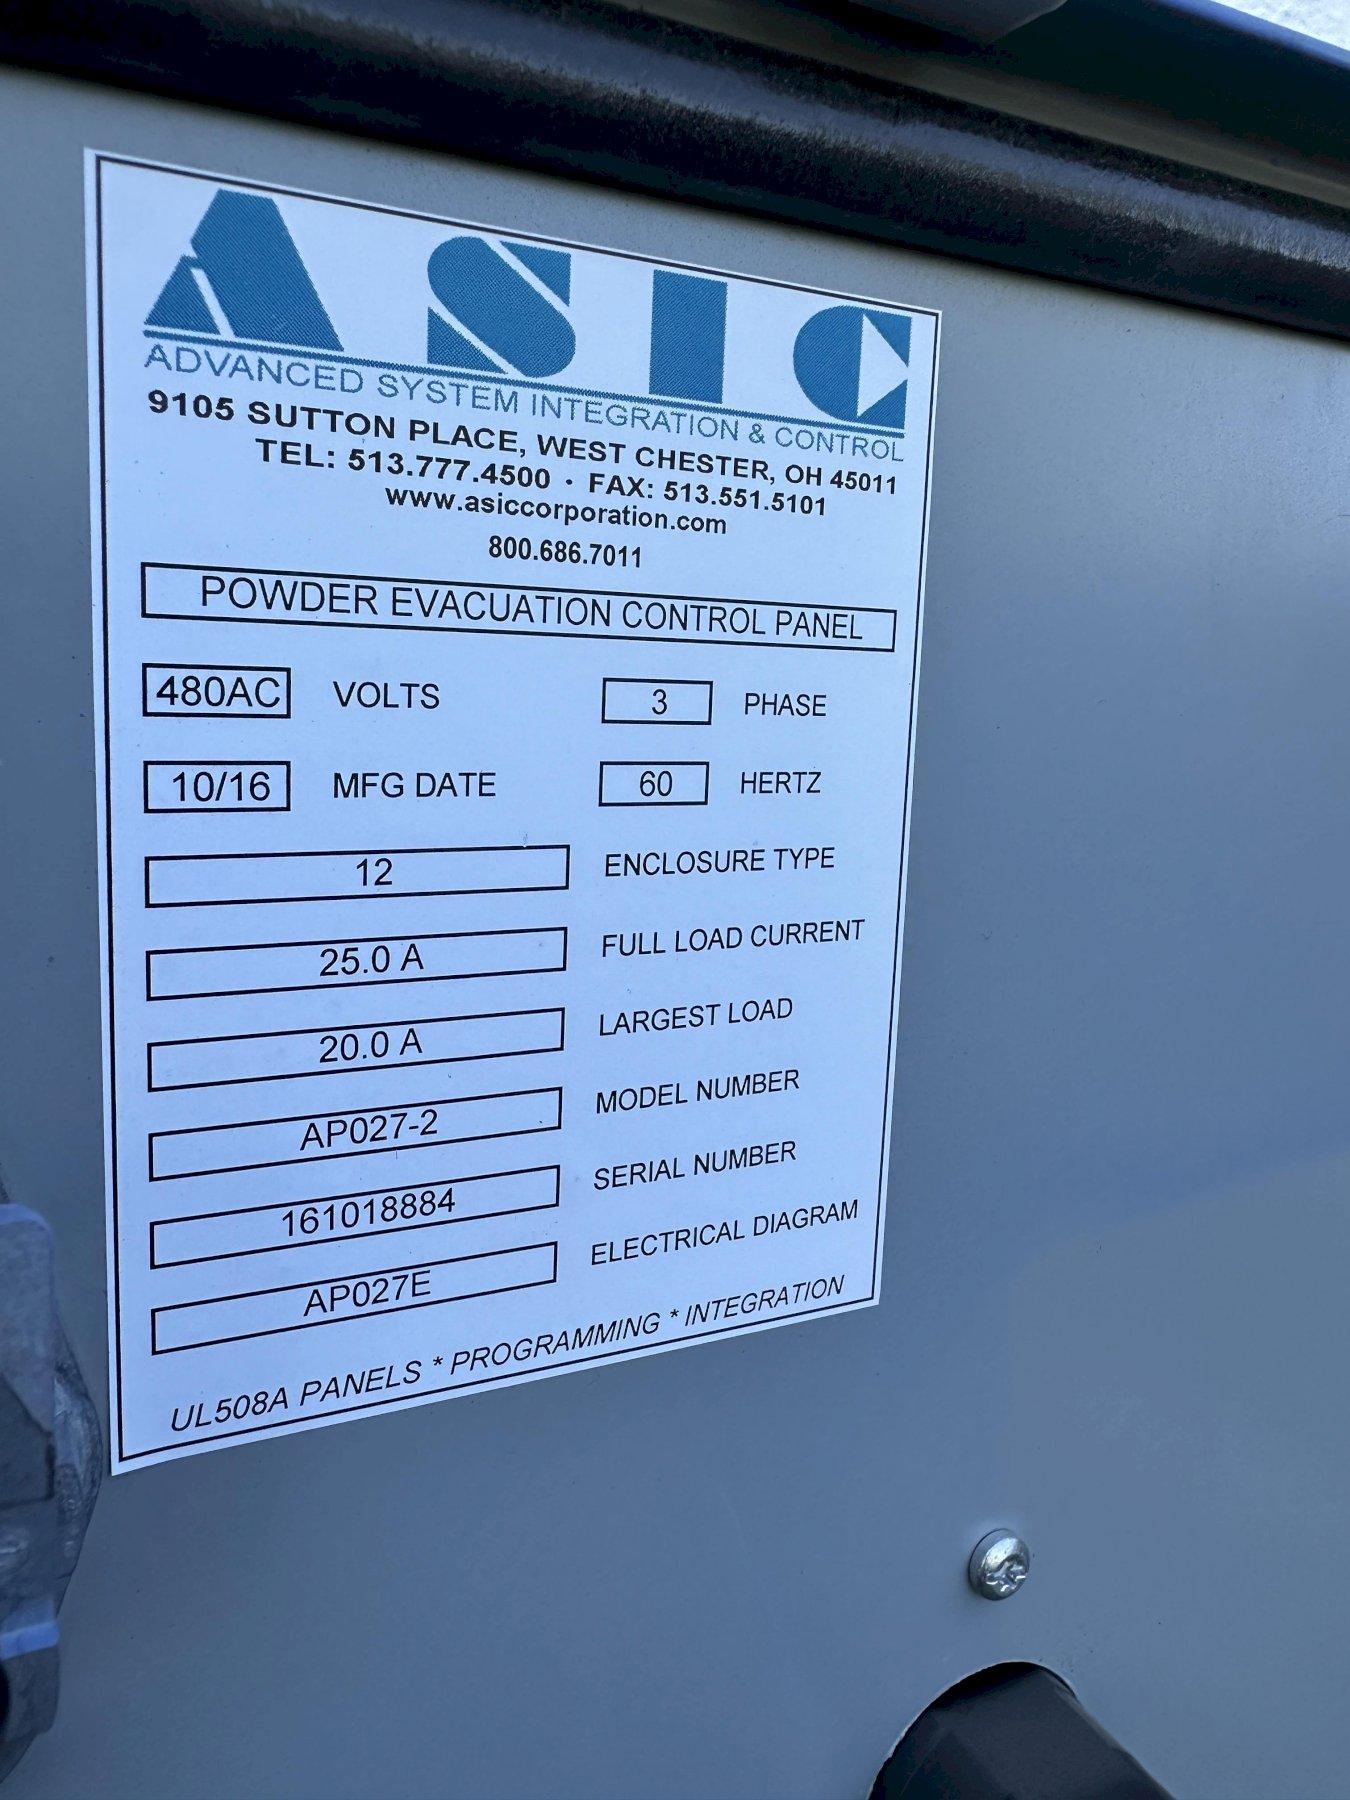 ASIC
ADVANCED SYSTEM INTEGRATION & CONTROL
9105 SUTTON PLACE, WEST CHESTER, OH 45011
TEL: 513.777.4500 · FAX: 513.551.5101
www.asiccorporation.com
800.686.7011
POWDER EVACUATION CONTROL PANEL
480AC VOLTS 3 PHASE
10/16 MFG DATE 60 HERTZ
12 ENCLOSURE TYPE
25.0 A FULL LOAD CURRENT
20.0 A LARGEST LOAD
AP027-2 MODEL NUMBER
161018884 SERIAL NUMBER
AP027E ELECTRICAL DIAGRAM
UL508A PANELS * PROGRAMMING * INTEGRATION